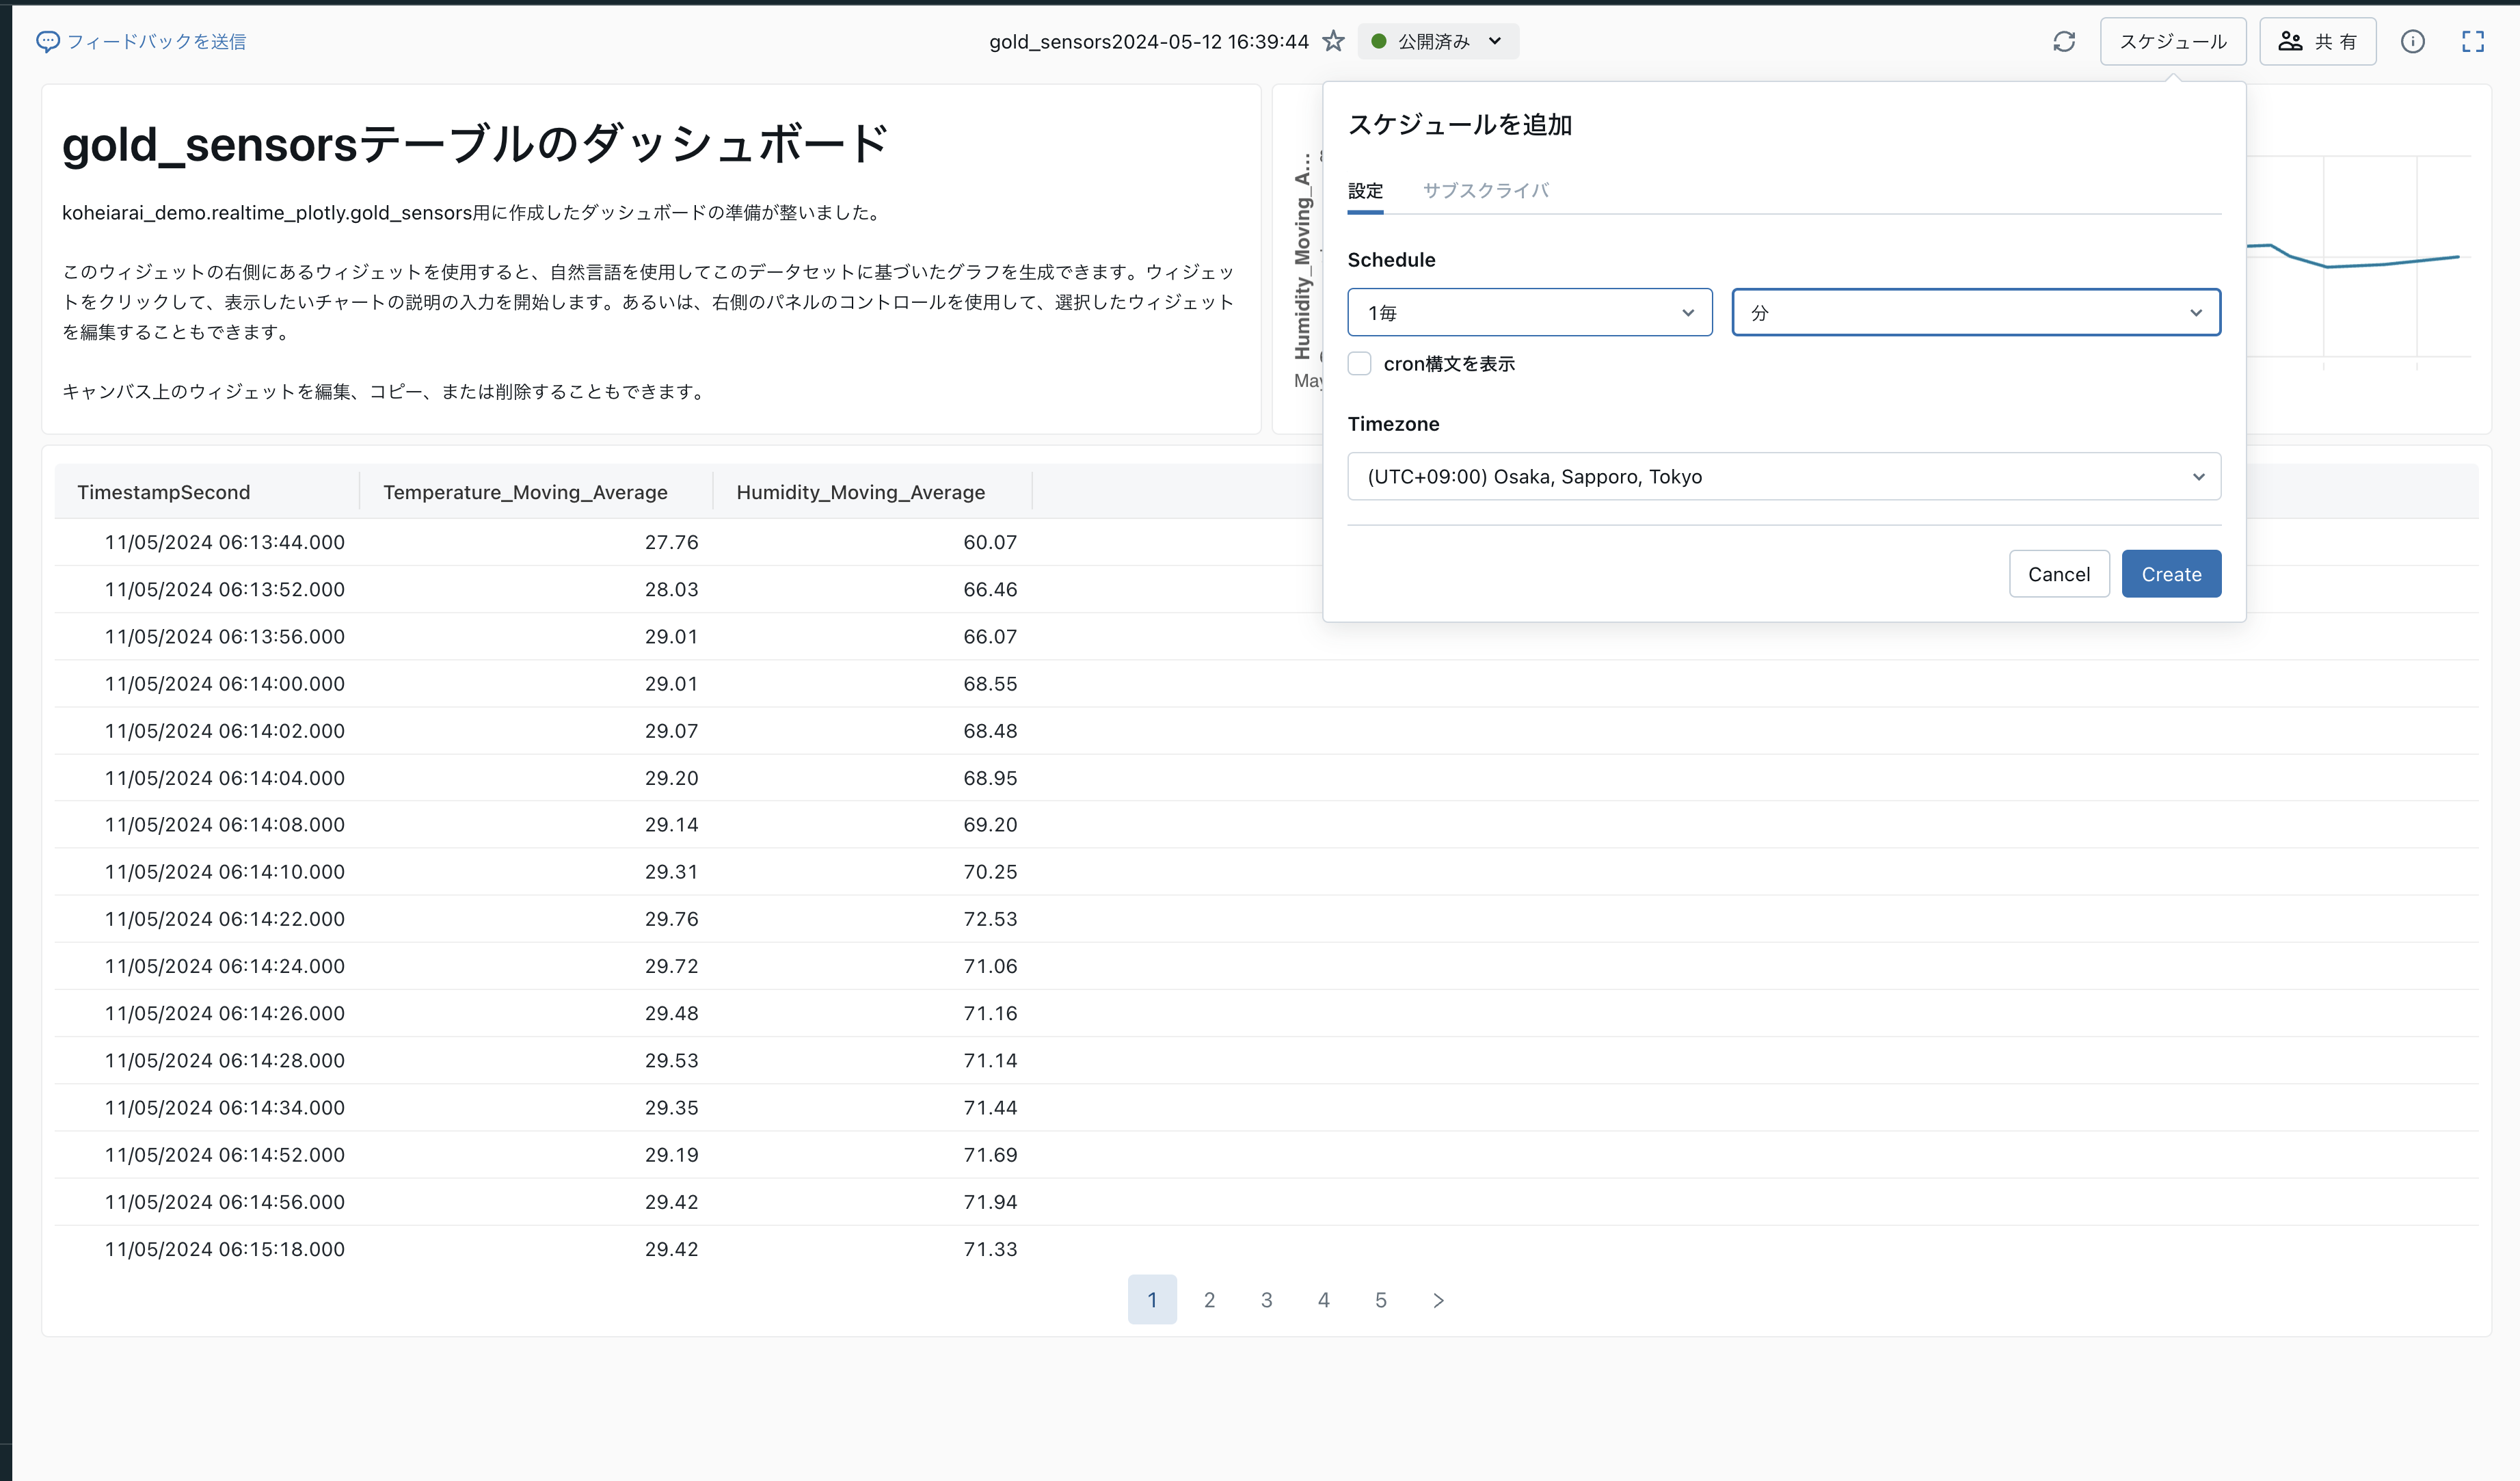 フィードバックを送信
gold_sensors2024-05-12 16:39:44
公開済み
スケジュール
共有
gold_sensorsテーブルのダッシュボード
koheiarai_demo.realtime_plotly.gold_sensors用に作成したダッシュボードの準備が整いました。
このウィジェットの右側にあるウィジェットを使用すると、自然言語を使用してこのデータセットに基づいたグラフを生成できます。ウィジェッ
トをクリックして、表示したいチャートの説明の入力を開始します。あるいは、右側のパネルのコントロールを使用して、選択したウィジェット
を編集することもできます。
キャンバス上のウィジェットを編集、コピー、または削除することもできます。
Humidity_Moving_A...
スケジュールを追加
設定 サブスクライバ
Schedule
1毎 分
cron構文を表示
Timezone
(UTC+09:00) Osaka, Sapporo, Tokyo
Cancel Create
TimestampSecond Temperature_Moving_Average Humidity_Moving_Average
11/05/2024 06:13:44.000 27.76 60.07
11/05/2024 06:13:52.000 28.03 66.46
11/05/2024 06:13:56.000 29.01 66.07
11/05/2024 06:14:00.000 29.01 68.55
11/05/2024 06:14:02.000 29.07 68.48
11/05/2024 06:14:04.000 29.20 68.95
11/05/2024 06:14:08.000 29.14 69.20
11/05/2024 06:14:10.000 29.31 70.25
11/05/2024 06:14:22.000 29.76 72.53
11/05/2024 06:14:24.000 29.72 71.06
11/05/2024 06:14:26.000 29.48 71.16
11/05/2024 06:14:28.000 29.53 71.14
11/05/2024 06:14:34.000 29.35 71.44
11/05/2024 06:14:52.000 29.19 71.69
11/05/2024 06:14:56.000 29.42 71.94
11/05/2024 06:15:18.000 29.42 71.33
1 2 3 4 5